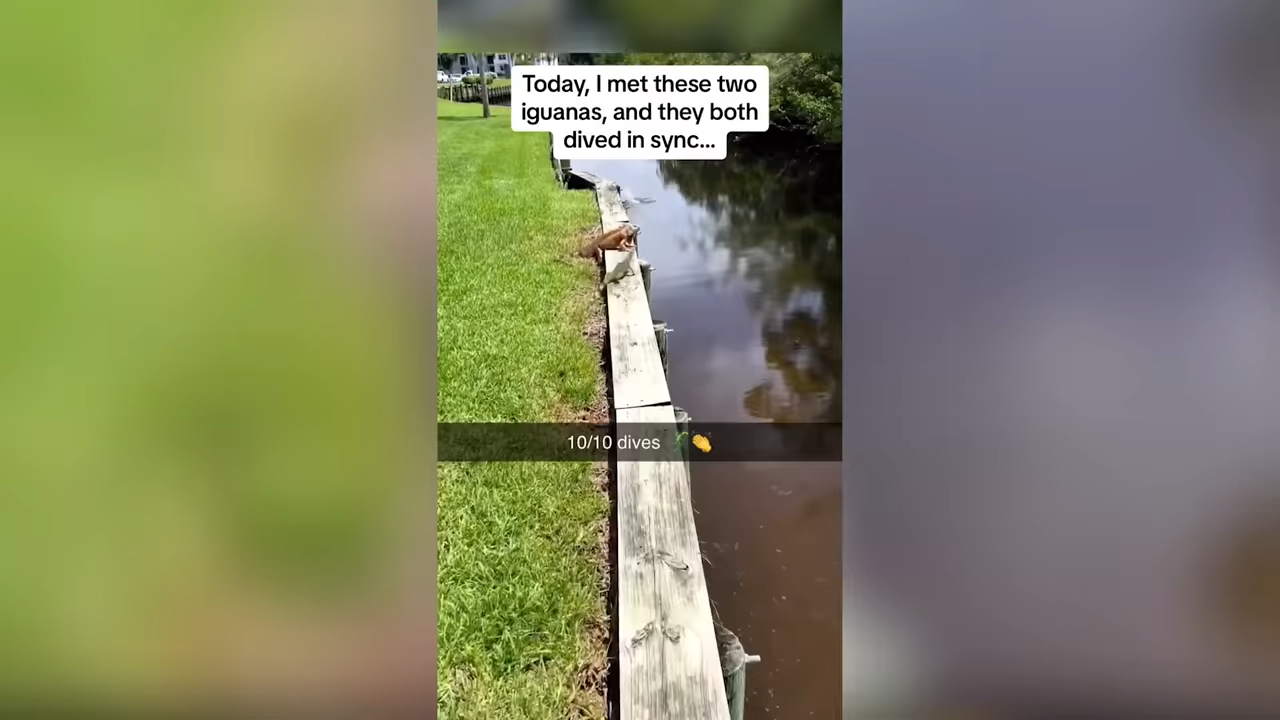 Today, I met these two
iguanas, and they both
dived in sync...
10/10 dives 🌿👏